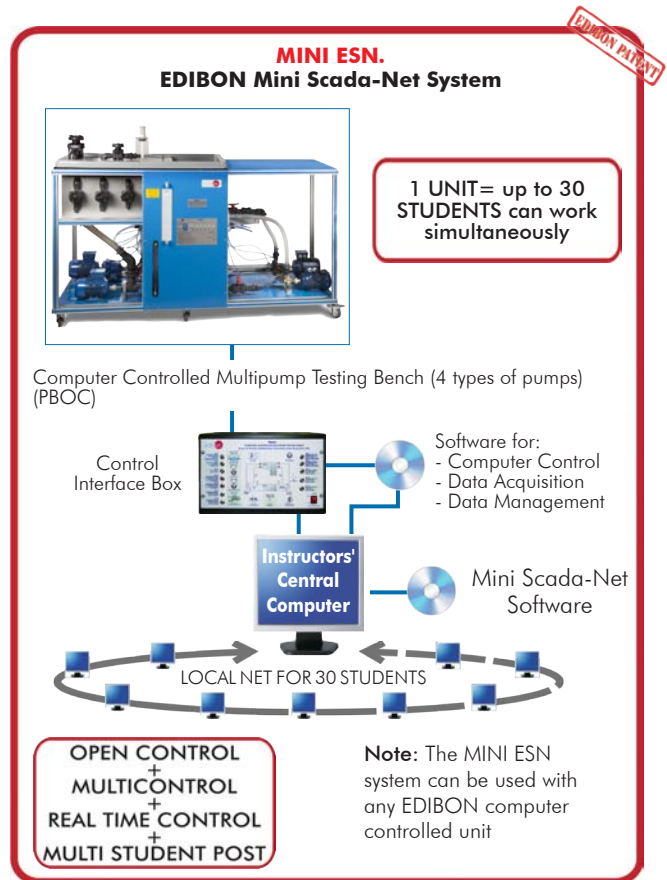 EDIBON PATENT
MINI ESN.
EDIBON Mini Scada-Net System
1 UNIT= up to 30
STUDENTS can work
simultaneously
Computer Controlled Multipump Testing Bench (4 types of pumps)
(PBOC)
Control
Interface Box
Software for:
- Computer Control
- Data Acquisition
- Data Management
Instructors'
Central
Computer
Mini Scada-Net
Software
LOCAL NET FOR 30 STUDENTS
OPEN CONTROL
+
MULTICONTROL
+
REAL TIME CONTROL
+
MULTI STUDENT POST
Note: The MINI ESN
system can be used with
any EDIBON computer
controlled unit